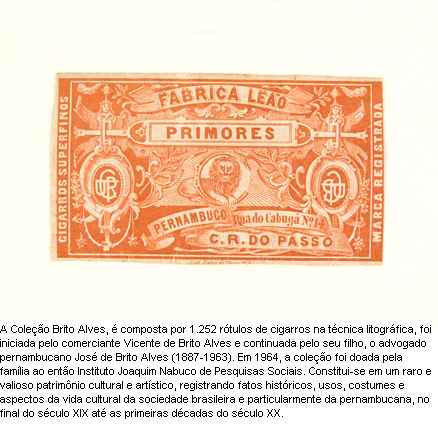 FABRICA LEÃO
PRIMORES
CIGARROS SUPERFINOS
MARCA REGISTRADA
PERNAMBUCO Rua do Cabugá Nº 14
C. R. DO PASSO
A Coleção Brito Alves, é composta por 1.252 rótulos de cigarros na técnica litográfica, foi
iniciada pelo comerciante Vicente de Brito Alves e continuada pelo seu filho, o advogado
pernambucano José de Brito Alves (1887-1963). Em 1964, a coleção foi doada pela
família ao então Instituto Joaquim Nabuco de Pesquisas Sociais. Constitui-se em um raro e
valioso patrimônio cultural e artístico, registrando fatos históricos, usos, costumes e
aspectos da vida cultural da sociedade brasileira e particularmente da pernambucana, no
final do século XIX até as primeiras décadas do século XX.